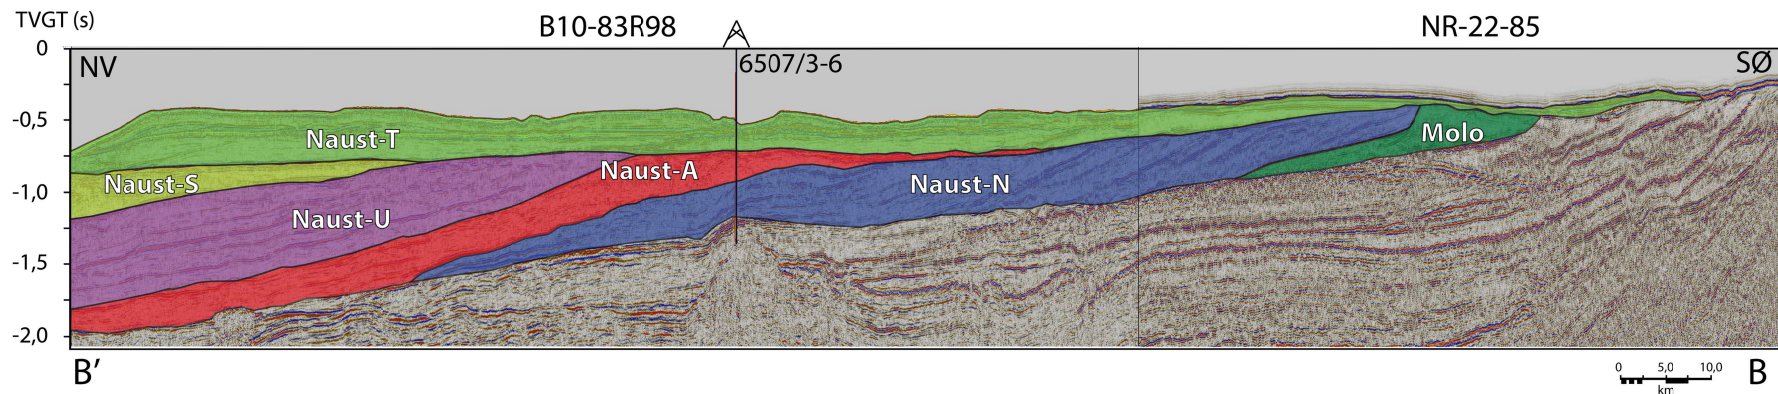 TVGT (s)
B10-83R98
NR-22-85
0
NV
6507/3-6
SØ
-0,5
Naust-T
Molo
Naust-A
-1,0
Naust-S
Naust-N
Naust-U
-1,5
-2,0
B’
0 5,0 10,0
km
B